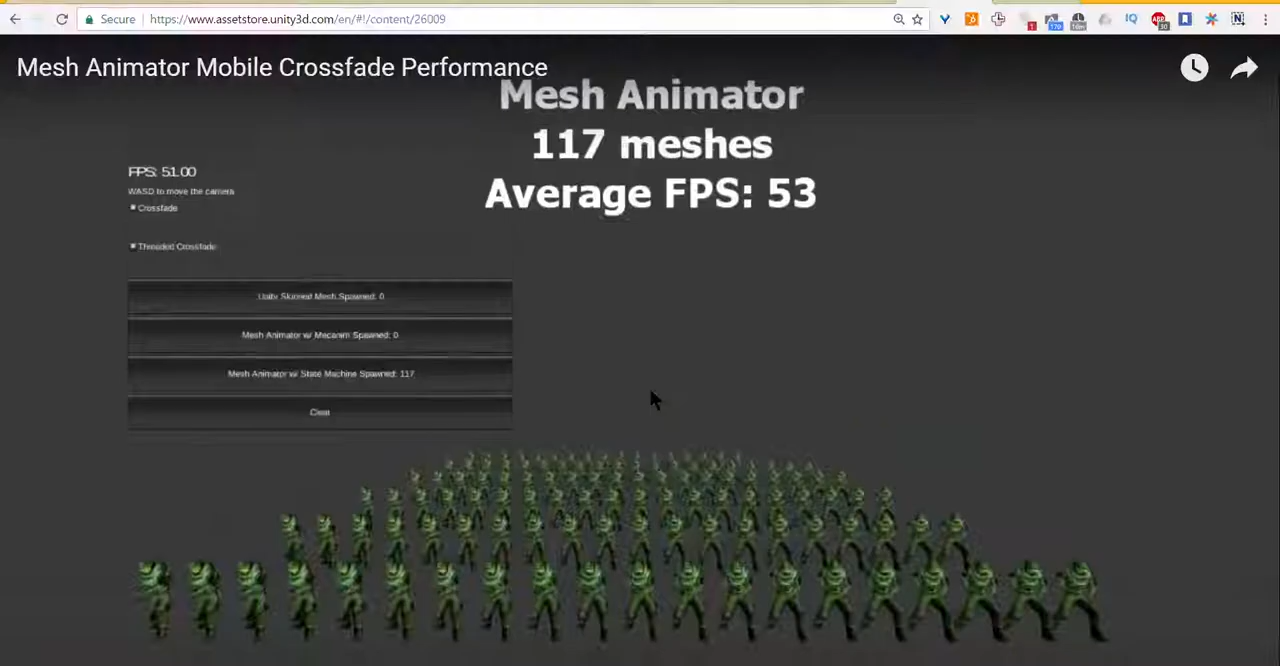 Secure
https://www.assetstore.unity3d.com/en/#!/content/26009
Mesh Animator Mobile Crossfade Performance
Mesh Animator
117 meshes
Average FPS: 53
FPS: 51.00
WASD to move the camera
Crossfade
Threaded Crossfade
Unity Skinned Mesh Spawned: 0
Mesh Animator w/ Mecanim Spawned: 0
Mesh Animator w/ State Machine Spawned: 117
Clear